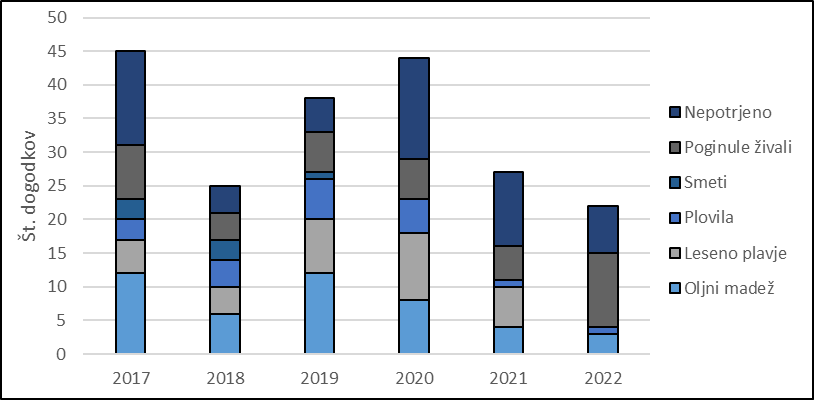 50
45
40
35
30
25
20
15
10
5
0
Št. dogodkov
2017 2018 2019 2020 2021 2022
Nepotrjeno
Poginule živali
Smeti
Plovila
Leseno plavje
Oljni madež